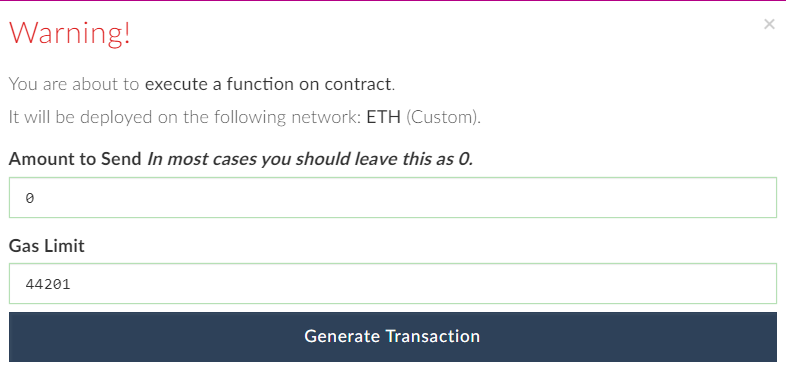 Warning!
×
You are about to execute a function on contract.
It will be deployed on the following network: ETH (Custom).
Amount to Send In most cases you should leave this as 0.
0
Gas Limit
44201
Generate Transaction